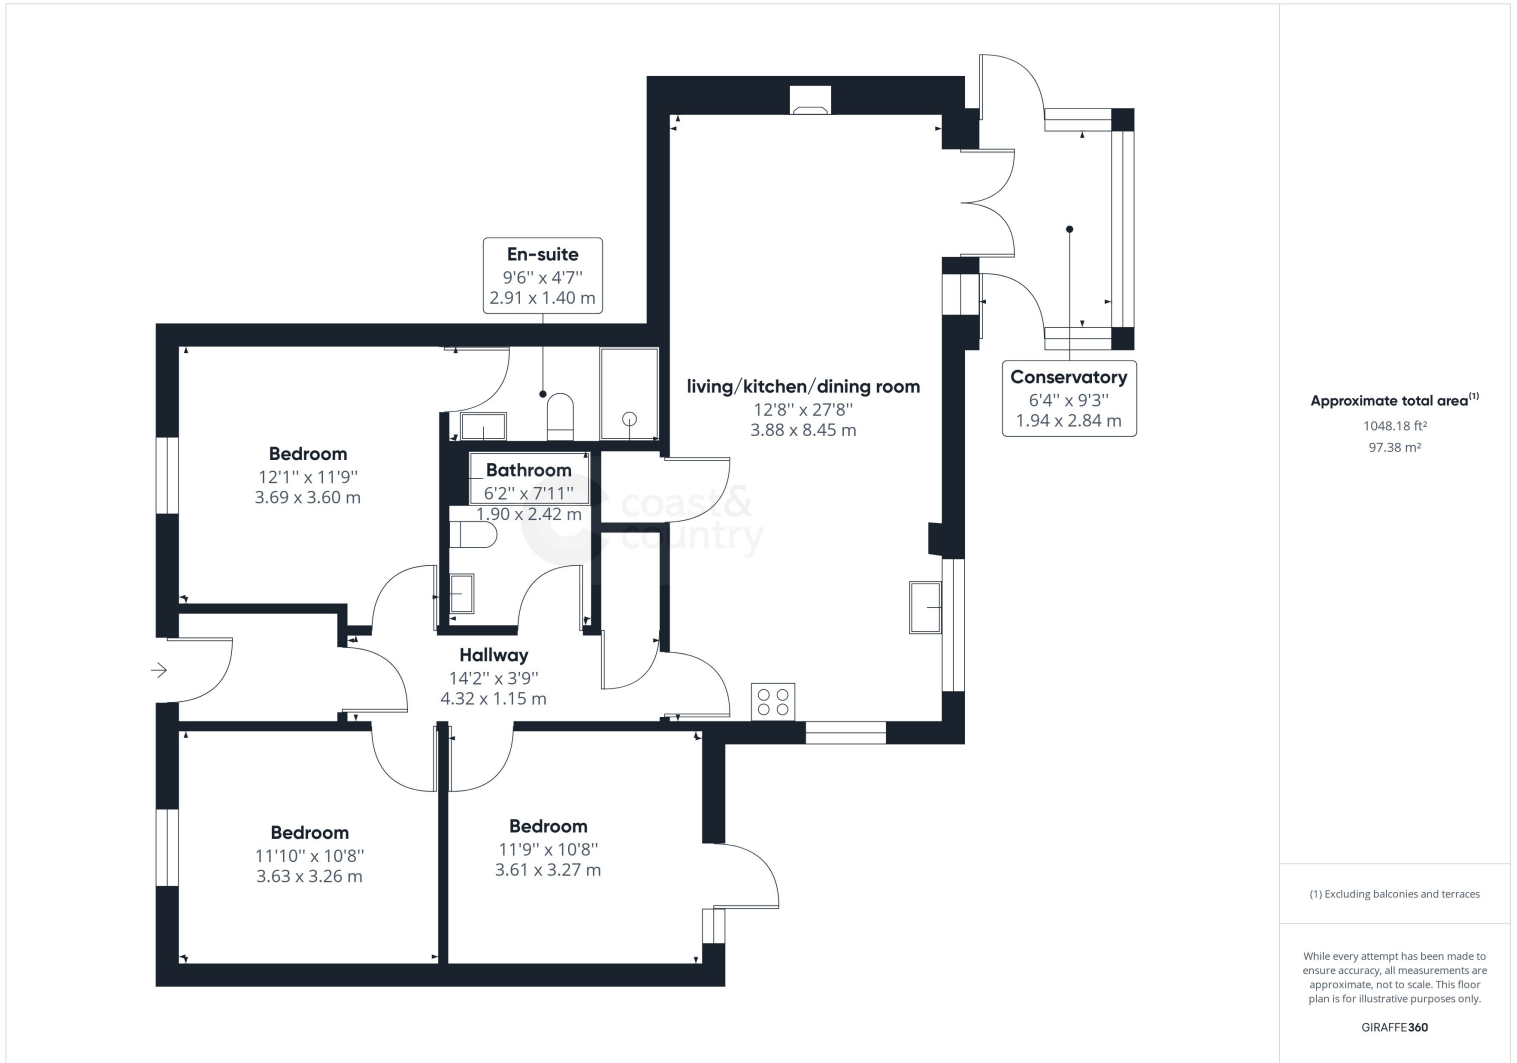 En-suite
9'6'' x 4'7''
2.91 x 1.40 m
living/kitchen/dining room
12'8'' x 27'8''
3.88 x 8.45 m
Conservatory
6'4'' x 9'3''
1.94 x 2.84 m
Bedroom
12'1'' x 11'9''
3.69 x 3.60 m
Bathroom
6'2'' x 7'11''
1.90 x 2.42 m
coast&
country
Hallway
14'2'' x 3'9''
4.32 x 1.15 m
Bedroom
11'10'' x 10'8''
3.63 x 3.26 m
Bedroom
11'9'' x 10'8''
3.61 x 3.27 m
Approximate total area(1)
1048.18 ft²
97.38 m²
(1) Excluding balconies and terraces
While every attempt has been made to
ensure accuracy, all measurements are
approximate, not to scale. This floor
plan is for illustrative purposes only.
GIRAFFE360